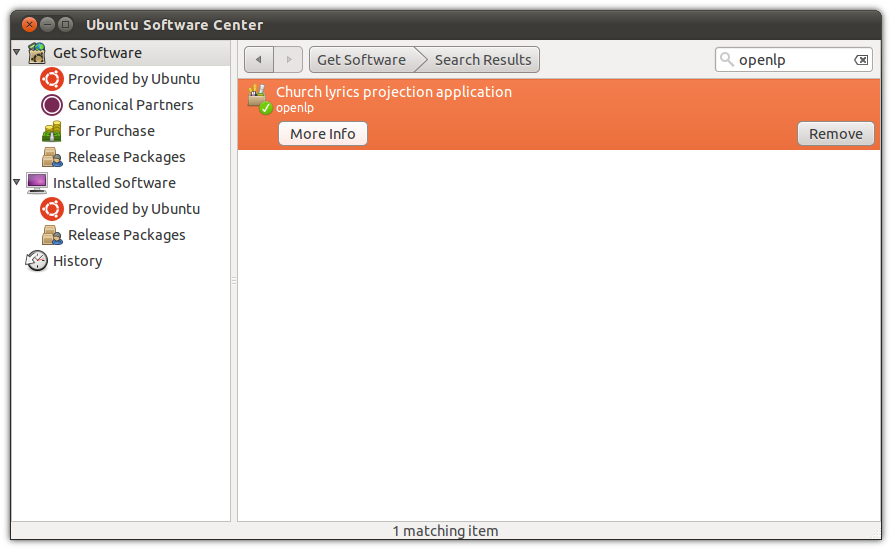 Ubuntu Software Center
Get Software
Provided by Ubuntu
Canonical Partners
For Purchase
Release Packages
Installed Software
Provided by Ubuntu
Release Packages
History
Get Software
Search Results
openlp
Church lyrics projection application
openlp
More Info
Remove
1 matching item